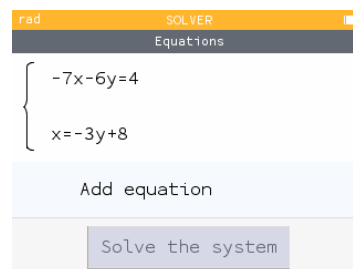 rad SOLVER
Equations
-7x-6y=4
x=-3y+8
Add equation
Solve the system